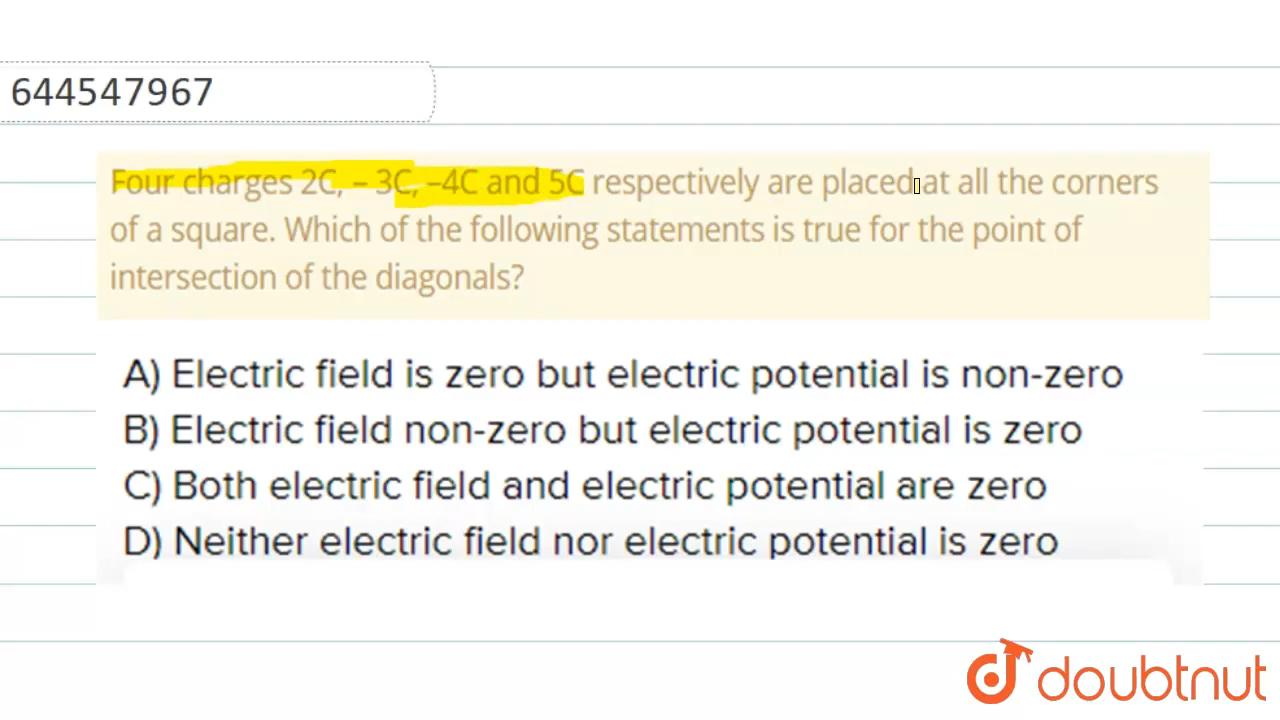 644547967
Four charges 2C, – 3C, –4C and 5C respectively are placed at all the corners
of a square. Which of the following statements is true for the point of
intersection of the diagonals?
A) Electric field is zero but electric potential is non-zero
B) Electric field non-zero but electric potential is zero
C) Both electric field and electric potential are zero
D) Neither electric field nor electric potential is zero
doubtnut